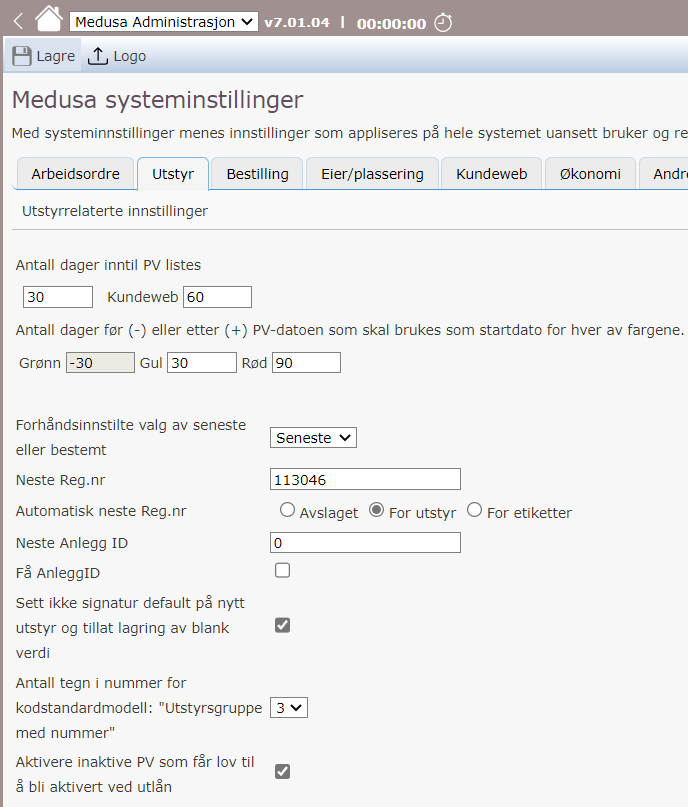 Medusa Administrasjon v7.01.04 | 00:00:00
Lagre Logo
Medusa systeminstillinger
Med systeminnstillinger menes innstillinger som appliseres på hele systemet uansett bruker og re
Arbeidsordre Utstyr Bestilling Eier/plassering Kundeweb Økonomi Andre
Utstyrrelaterte innstillinger
Antall dager inntil PV listes
30 Kundeweb 60
Antall dager før (-) eller etter (+) PV-datoen som skal brukes som startdato for hver av fargene.
Grønn -30 Gul 30 Rød 90
Forhåndsinnstilte valg av seneste
eller bestemt
Seneste
Neste Reg.nr 113046
Automatisk neste Reg.nr Avslaget For utstyr For etiketter
Neste Anlegg ID 0
Få AnleggID
Sett ikke signatur default på nytt
utstyr og tillat lagring av blank
verdi
Antall tegn i nummer for
kodstandardmodell: "Utstyrsgruppe 3
med nummer"
Aktivere inaktive PV som får lov til
å bli aktivert ved utlån